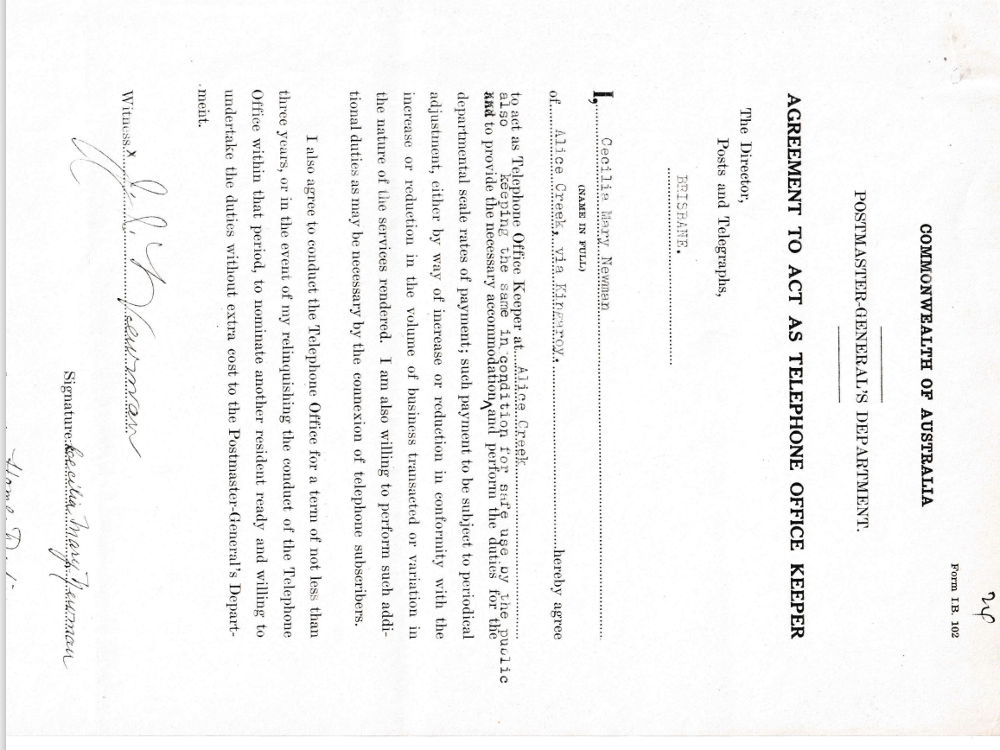 24
Form I.B. 102
COMMONWEALTH OF AUSTRALIA
POSTMASTER-GENERAL'S DEPARTMENT.
AGREEMENT TO ACT AS TELEPHONE OFFICE KEEPER
The Director,
Posts and Telegraphs,
BRISBANE.
I, Cecilia Mary Newman
(NAME IN FULL)
of Alice Creek, via Kingaroy. hereby agree
to act as Telephone Office Keeper at Alice Creek
also keeping the same in condition for safe use by the public
and to provide the necessary accommodation and perform the duties for the
departmental scale rates of payment; such payment to be subject to periodical
adjustment, either by way of increase or reduction in conformity with the
increase or reduction in the volume of business transacted or variation in
the nature of the services rendered. I am also willing to perform such addi-
tional duties as may be necessary by the connexion of telephone subscribers.
I also agree to conduct the Telephone Office for a term of not less than
three years, or in the event of my relinquishing the conduct of the Telephone
Office within that period, to nominate another resident ready and willing to
undertake the duties without extra cost to the Postmaster-General's Depart-
ment.
Witness x Newman
Signature Cecilia Mary Newman
Home